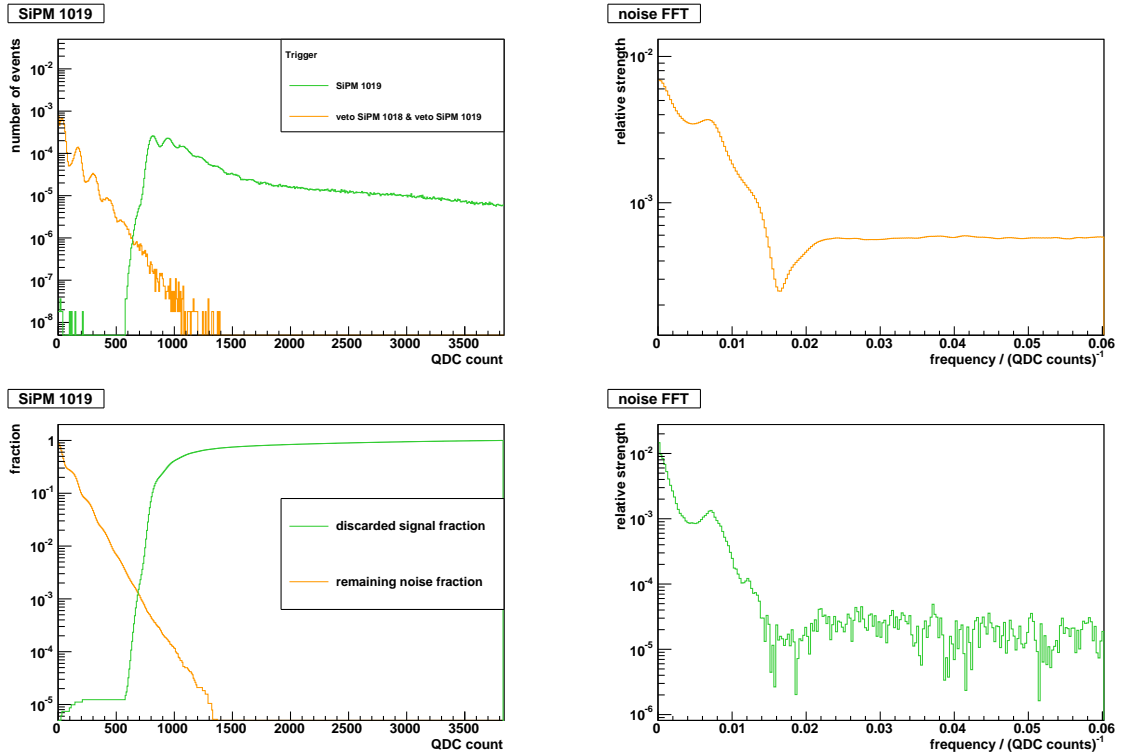 SiPM 1019
number of events
10^-2
10^-3
10^-4
10^-5
10^-6
10^-7
10^-8
Trigger
SiPM 1019
veto SiPM 1018 & veto SiPM 1019
0 500 1000 1500 2000 2500 3000 3500
QDC count
noise FFT
relative strength
10^-2
10^-3
0 0.01 0.02 0.03 0.04 0.05 0.06
frequency / (QDC counts)^-1
SiPM 1019
fraction
1
10^-1
10^-2
10^-3
10^-4
10^-5
discarded signal fraction
remaining noise fraction
0 500 1000 1500 2000 2500 3000 3500
QDC count
noise FFT
relative strength
10^-2
10^-3
10^-4
10^-5
10^-6
0 0.01 0.02 0.03 0.04 0.05 0.06
frequency / (QDC counts)^-1